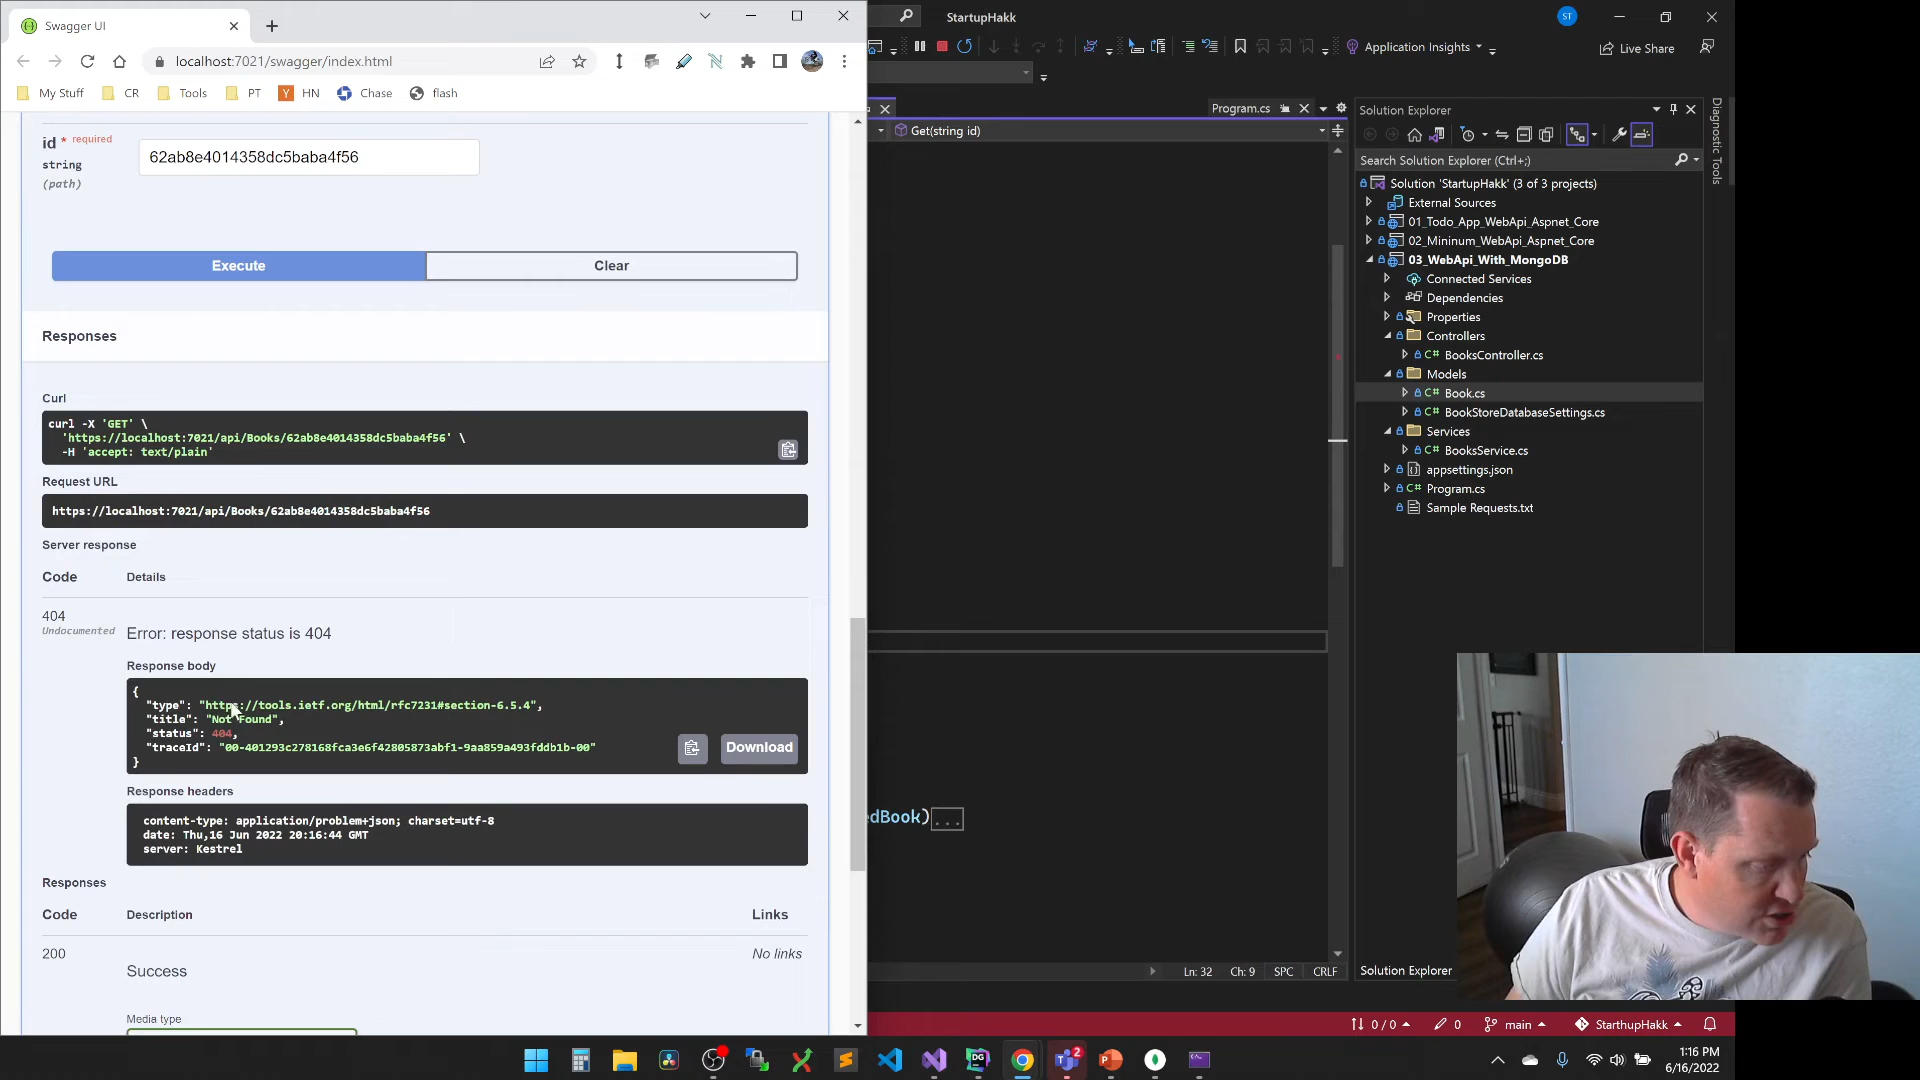 Swagger UI
StartupHakk
ST
localhost:7021/swagger/index.html
Application Insights
Live Share
My Stuff
CR
Tools
PT
Y HN
Chase
flash
Program.cs
Solution Explorer
Get(string id)
Search Solution Explorer (Ctrl+;)
Diagnostic Tools
id * required
string
(path)
62ab8e4014358dc5baba4f56
Execute
Clear
Solution 'StartupHakk' (3 of 3 projects)
External Sources
01_Todo_App_WebApi_Aspnet_Core
02_Mininum_WebApi_Aspnet_Core
03_WebApi_With_MongoDB
Connected Services
Dependencies
Properties
Controllers
C# BooksController.cs
Models
C# Book.cs
C# BookStoreDatabaseSettings.cs
Services
C# BooksService.cs
appsettings.json
C# Program.cs
Sample Requests.txt
Responses
Curl
curl -X 'GET' \
'https://localhost:7021/api/Books/62ab8e4014358dc5baba4f56' \
-H 'accept: text/plain'
Request URL
https://localhost:7021/api/Books/62ab8e4014358dc5baba4f56
Server response
Code
Details
404
Undocumented
Error: response status is 404
Response body
{
"type": "https://tools.ietf.org/html/rfc7231#section-6.5.4",
"title": "Not Found",
"status": 404,
"traceId": "00-401293c278168fca3e6f42805873abf1-9aa859a493fddb1b-00"
}
Download
Response headers
content-type: application/problem+json; charset=utf-8
date: Thu,16 Jun 2022 20:16:44 GMT
server: Kestrel
edBook)...
Responses
Code
Description
Links
200
Success
No links
Media type
Ln: 32 Ch: 9 SPC CRLF
Solution Explorer
0 / 0
0
main
StarthupHakk
2
1:16 PM
6/16/2022